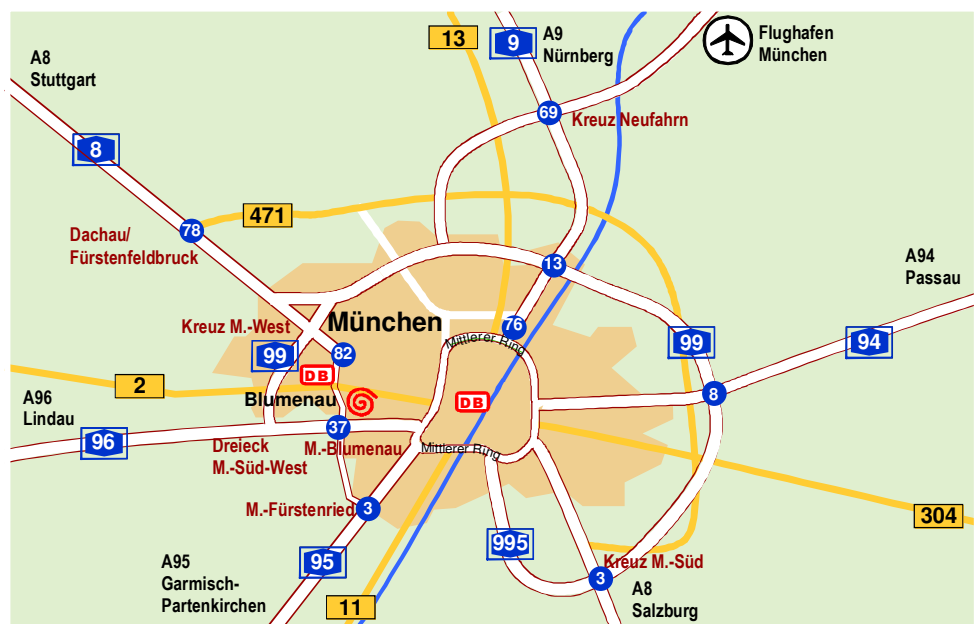 13
9
A9
Nürnberg
Flughafen
München
A8
Stuttgart
8
69
Kreuz Neufahrn
471
78
Dachau/
Fürstenfeldbruck
13
A94
Passau
Kreuz M.-West
München
76
Mittlerer Ring
99
82
99
94
DB
2
Blumenau
DB
8
A96
Lindau
96
37
Dreieck
M.-Süd-West
M.-Blumenau
Mittlerer Ring
M.-Fürstenried
3
304
995
A95
Garmisch-
Partenkirchen
95
Kreuz M.-Süd
3
A8
Salzburg
11